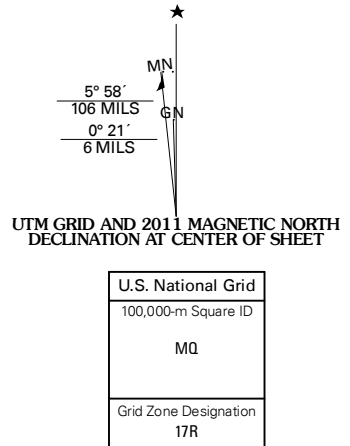 ★
M.N.
5° 58´
106 MILS
GN
0° 21´
6 MILS
UTM GRID AND 2011 MAGNETIC NORTH
DECLINATION AT CENTER OF SHEET
U.S. National Grid
100,000-m Square ID
MQ
Grid Zone Designation
17R